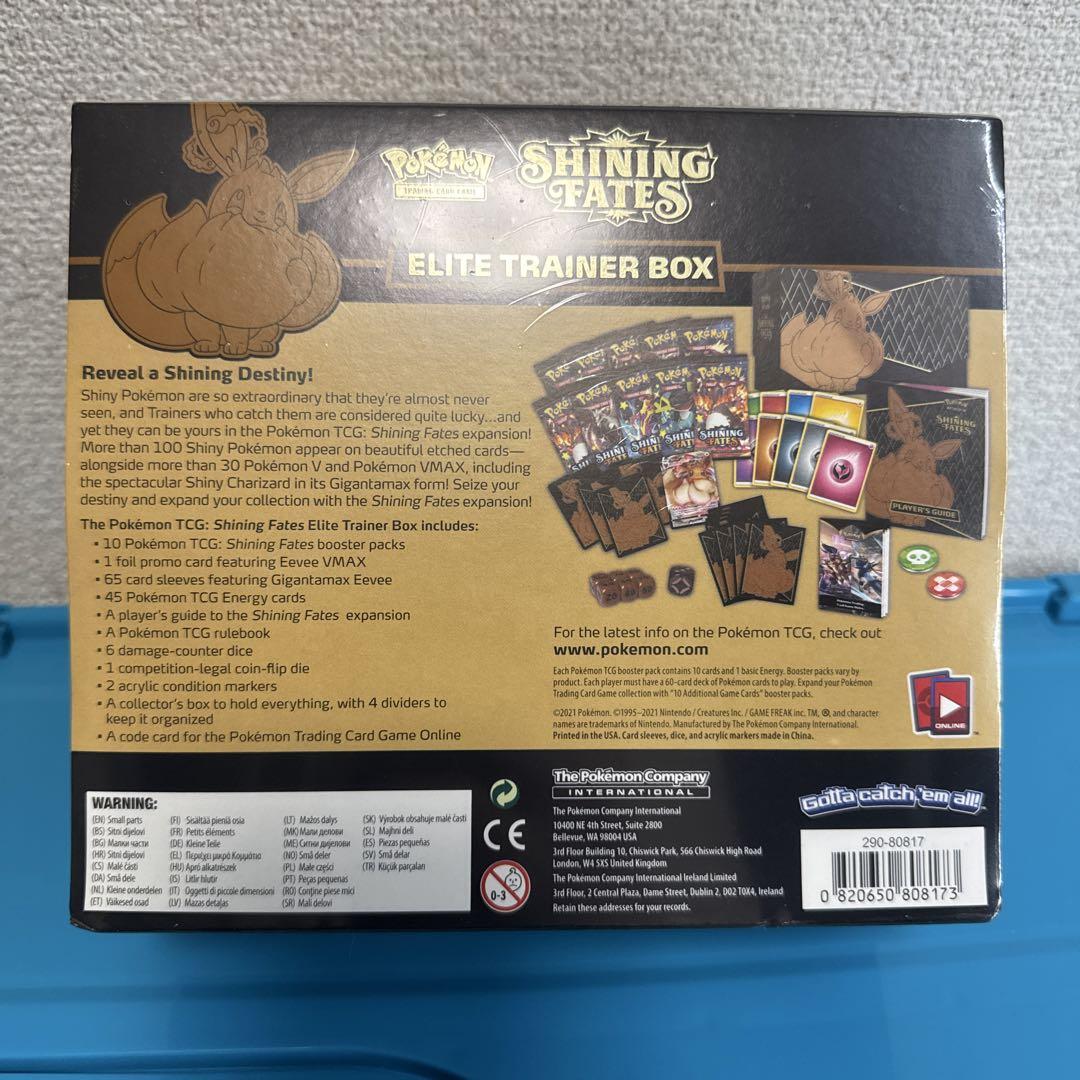 Pokémon
TRADING CARD GAME
SHINING
FATES
ELITE TRAINER BOX
Reveal a Shining Destiny!
Shiny Pokémon are so extraordinary that they're almost never
seen, and Trainers who catch them are considered quite lucky...and
yet they can be yours in the Pokémon TCG: Shining Fates expansion!
More than 100 Shiny Pokémon appear on beautiful etched cards—
alongside more than 30 Pokémon V and Pokémon VMAX, including
the spectacular Shiny Charizard in its Gigantamax form! Seize your
destiny and expand your collection with the Shining Fates expansion!
The Pokémon TCG: Shining Fates Elite Trainer Box includes:
• 10 Pokémon TCG: Shining Fates booster packs
• 1 foil promo card featuring Eevee VMAX
• 65 card sleeves featuring Gigantamax Eevee
• 45 Pokémon TCG Energy cards
• A player's guide to the Shining Fates expansion
• A Pokémon TCG rulebook
• 6 damage-counter dice
• 1 competition-legal coin-flip die
• 2 acrylic condition markers
• A collector's box to hold everything, with 4 dividers to
keep it organized
• A code card for the Pokémon Trading Card Game Online
Pokémon
SHINING
FATES
SHINING
FATES
PLAYER'S GUIDE
For the latest info on the Pokémon TCG, check out
www.pokemon.com
Each Pokémon TCG booster pack contains 10 cards and 1 basic Energy. Booster packs vary by
product. Each player must have a 60-card deck of Pokémon cards to play. Expand your Pokémon
Trading Card Game collection with "10 Additional Game Cards" booster packs.
©2021 Pokémon. ©1995–2021 Nintendo / Creatures Inc. / GAME FREAK inc. TM, ®, and character
names are trademarks of Nintendo. Manufactured by The Pokémon Company International.
Printed in the USA. Card sleeves, dice, and acrylic markers made in China.
ONLINE
WARNING:
(EN) Small parts
(BS) Sitni dijelovi
(BG) Малки части
(HR) Sitni dijelovi
(CS) Malé části
(DA) Små dele
(NL) Kleine onderdelen
(ET) Väikesed osad
(FI) Sisältää pieniä osia
(FR) Petits éléments
(DE) Kleine Teile
(EL) Περιέχει μικρά Κομμάτια
(HU) Apró alkatrészek
(IS) Litlir hlutir
(IT) Oggetti di piccole dimensioni
(LV) Mazas detaļas
(LT) Mažos dalys
(MK) Мали делови
(ME) Ситни дијелови
(NO) Små deler
(PL) Małe części
(PT) Peças pequenas
(RO) Conține piese mici
(SR) Mali delovi
(SK) Výrobok obsahuje malé časti
(SL) Majhni deli
(ES) Piezas pequeñas
(SV) Små delar
(TR) Küçük parçaları
CE
0-3
The Pokémon Company
INTERNATIONAL
The Pokémon Company International
10400 NE 4th Street, Suite 2800
Bellevue, WA 98004 USA
3rd Floor Building 10, Chiswick Park, 566 Chiswick High Road
London, W4 5XS United Kingdom
The Pokémon Company International Ireland Limited
3rd Floor, 2 Central Plaza, Dame Street, Dublin 2, D02 T0X4, Ireland
Retain these addresses for your records.
Gotta catch 'em all!
290-80817
0 820650 808173